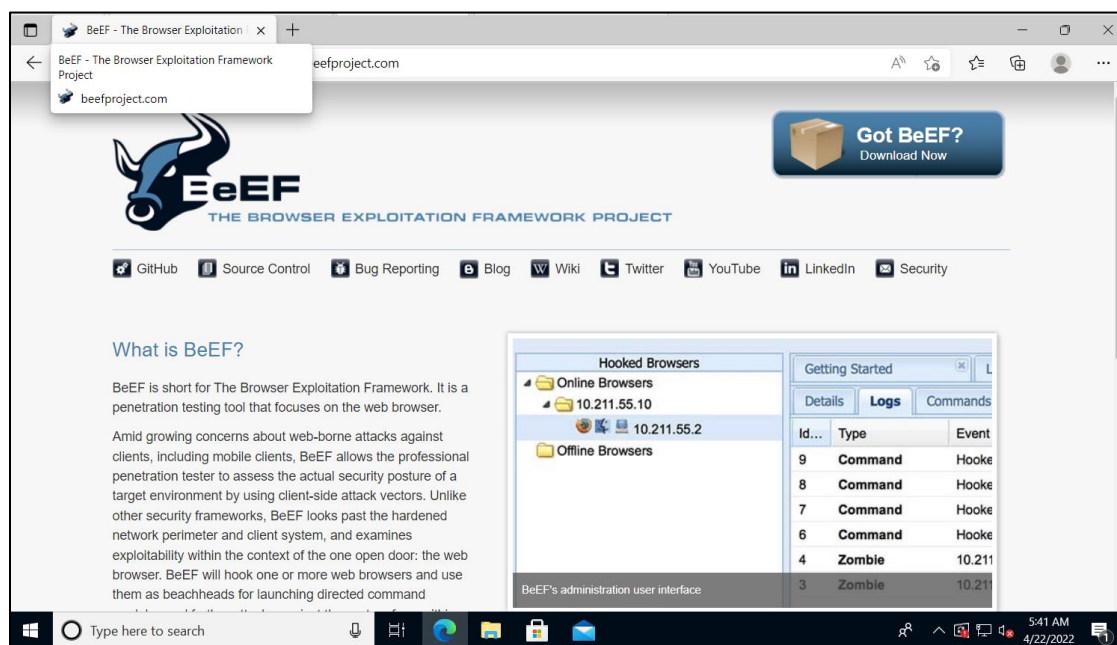 BeEF - The Browser Exploitation
BeEF - The Browser Exploitation Framework
Project
beefproject.com
eefproject.com
BeEF
THE BROWSER EXPLOITATION FRAMEWORK PROJECT
Got BeEF?
Download Now
GitHub Source Control Bug Reporting Blog Wiki Twitter YouTube LinkedIn Security
What is BeEF?
BeEF is short for The Browser Exploitation Framework. It is a
penetration testing tool that focuses on the web browser.
Amid growing concerns about web-borne attacks against
clients, including mobile clients, BeEF allows the professional
penetration tester to assess the actual security posture of a
target environment by using client-side attack vectors. Unlike
other security frameworks, BeEF looks past the hardened
network perimeter and client system, and examines
exploitability within the context of the one open door: the web
browser. BeEF will hook one or more web browsers and use
them as beachheads for launching directed command
Hooked Browsers
Online Browsers
10.211.55.10
10.211.55.2
Offline Browsers
Getting Started L
Details Logs Commands
Id... Type Event
9 Command Hooke
8 Command Hooke
7 Command Hooke
6 Command Hooke
4 Zombie 10.211
3 Zombie 10.211
BeEF's administration user interface
Type here to search
5:41 AM
4/22/2022
1